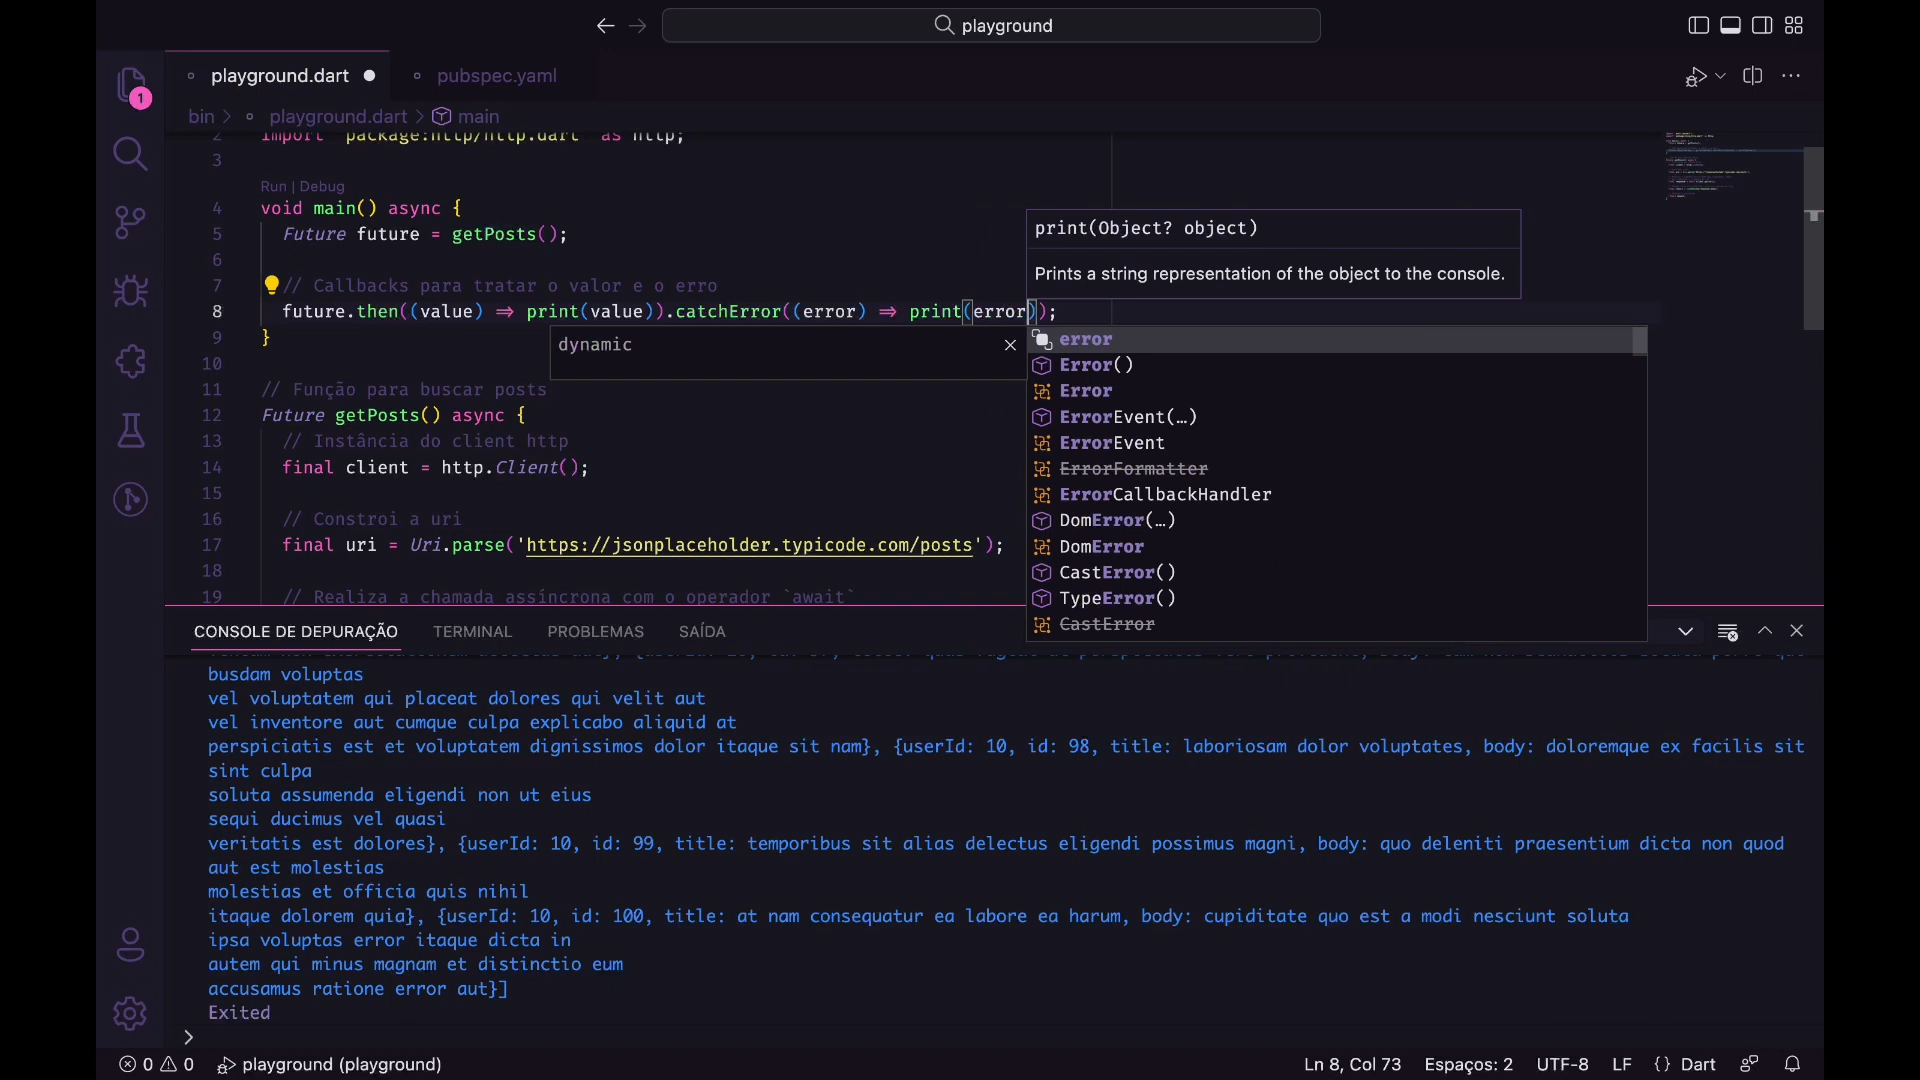 playground
playground.dart
pubspec.yaml
1
bin > playground.dart > main
2 import 'package:http/http.dart' as http;
3
Run | Debug
4 void main() async {
5 Future future = getPosts();
6
7 // Callbacks para tratar o valor e o erro
8 future.then((value) => print(value)).catchError((error) => print(error));
9 }
10
11 // Função para buscar posts
12 Future getPosts() async {
13 // Instância do client http
14 final client = http.Client();
15
16 // Constroi a uri
17 final uri = Uri.parse('https://jsonplaceholder.typicode.com/posts');
18
19 // Realiza a chamada assíncrona com o operador `await`
print(Object? object)
Prints a string representation of the object to the console.
dynamic
error
Error()
Error
ErrorEvent(…)
ErrorEvent
ErrorFormatter
ErrorCallbackHandler
DomError(…)
DomError
CastError()
TypeError()
CastError
CONSOLE DE DEPURAÇÃO TERMINAL PROBLEMAS SAÍDA
busdam voluptas
vel voluptatem qui placeat dolores qui velit aut
vel inventore aut cumque culpa explicabo aliquid at
perspiciatis est et voluptatem dignissimos dolor itaque sit nam}, {userId: 10, id: 98, title: laboriosam dolor voluptates, body: doloremque ex facilis sit
sint culpa
soluta assumenda eligendi non ut eius
sequi ducimus vel quasi
veritatis est dolores}, {userId: 10, id: 99, title: temporibus sit alias delectus eligendi possimus magni, body: quo deleniti praesentium dicta non quod
aut est molestias
molestias et officia quis nihil
itaque dolorem quia}, {userId: 10, id: 100, title: at nam consequatur ea labore ea harum, body: cupiditate quo est a modi nesciunt soluta
ipsa voluptas error itaque dicta in
autem qui minus magnam et distinctio eum
accusamus ratione error aut}]
Exited
>
0 0 playground (playground) Ln 8, Col 73 Espaços: 2 UTF-8 LF {} Dart